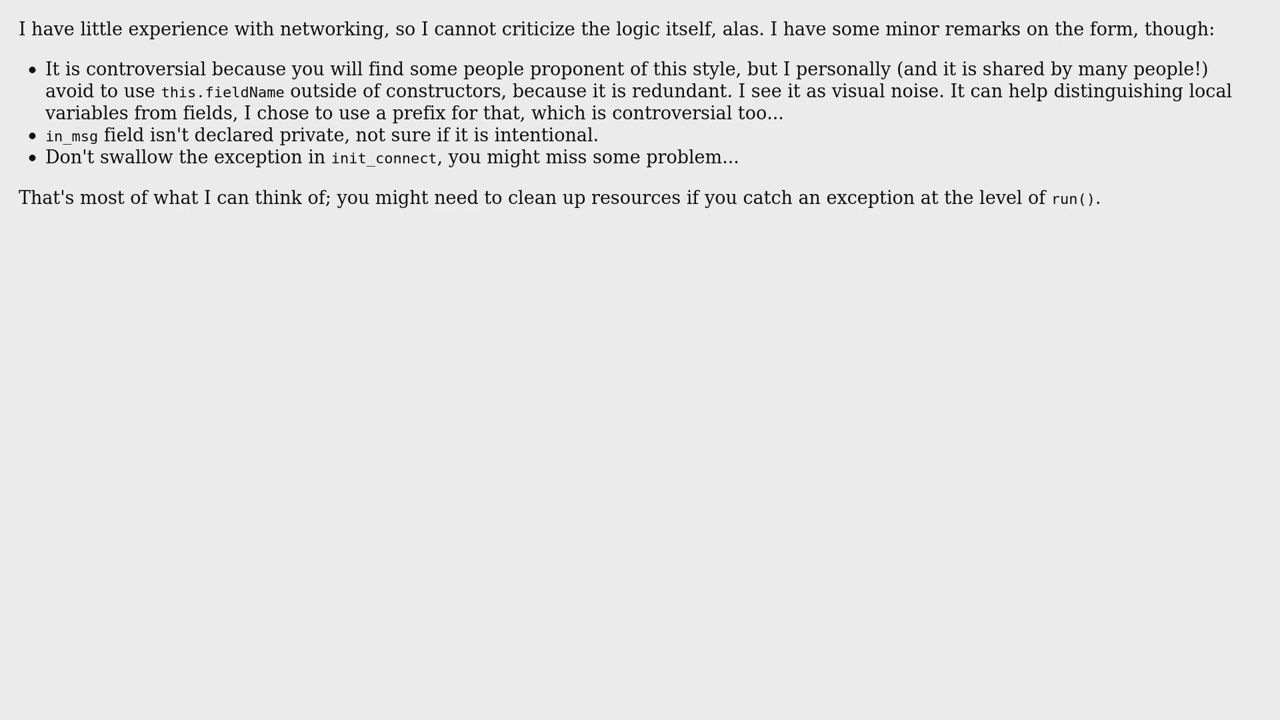 I have little experience with networking, so I cannot criticize the logic itself, alas. I have some minor remarks on the form, though:
• It is controversial because you will find some people proponent of this style, but I personally (and it is shared by many people!)
avoid to use this.fieldName outside of constructors, because it is redundant. I see it as visual noise. It can help distinguishing local
variables from fields, I chose to use a prefix for that, which is controversial too...
• in_msg field isn't declared private, not sure if it is intentional.
• Don't swallow the exception in init_connect, you might miss some problem...
That's most of what I can think of; you might need to clean up resources if you catch an exception at the level of run().